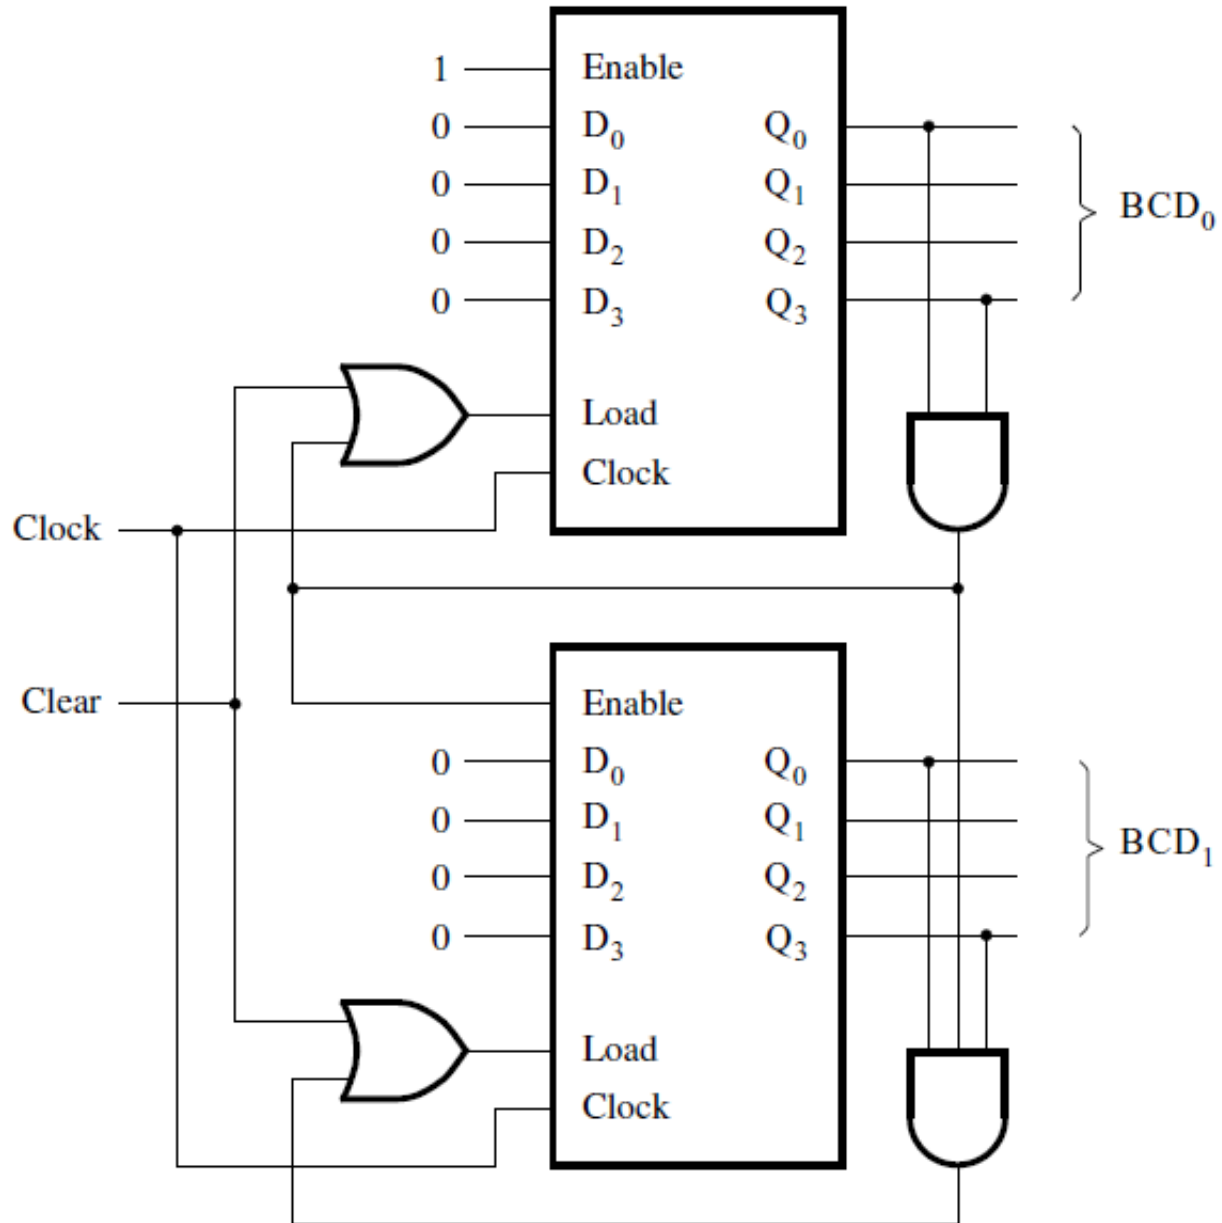 1 Enable
0 D0 Q0
0 D1 Q1
BCD0
0 D2 Q2
0 D3 Q3
Load
Clock
Clock
Clear
Enable
0 D0 Q0
0 D1 Q1
BCD1
0 D2 Q2
0 D3 Q3
Load
Clock